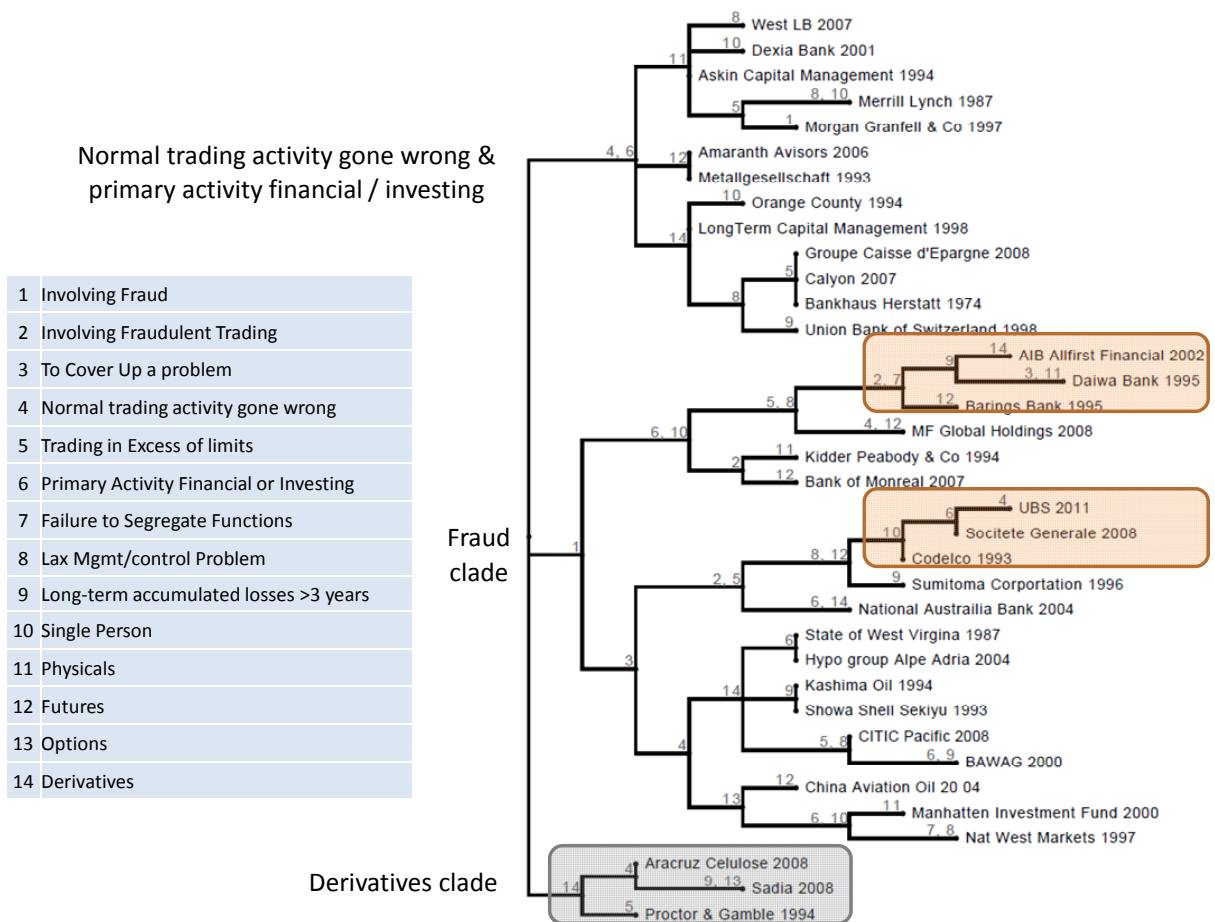 8
West LB 2007
10
Dexia Bank 2001
11
Askin Capital Management 1994
8, 10
Merrill Lynch 1987
5
1
Morgan Granfell & Co 1997
Normal trading activity gone wrong &
primary activity financial / investing
4, 6
12
Amaranth Avisors 2006
Metallgesellschaft 1993
10
Orange County 1994
14
LongTerm Capital Management 1998
Groupe Caisse d'Epargne 2008
5
Calyon 2007
8
Bankhaus Herstatt 1974
9
Union Bank of Switzerland 1998
1 Involving Fraud
2 Involving Fraudulent Trading
3 To Cover Up a problem
4 Normal trading activity gone wrong
5 Trading in Excess of limits
6 Primary Activity Financial or Investing
7 Failure to Segregate Functions
8 Lax Mgmt/control Problem
9 Long-term accumulated losses >3 years
10 Single Person
11 Physicals
12 Futures
13 Options
14 Derivatives
14
AIB Allfirst Financial 2002
9
3, 11
Daiwa Bank 1995
2, 7
12
Barings Bank 1995
5, 8
4, 12
MF Global Holdings 2008
6, 10
11
Kidder Peabody & Co 1994
2
12
Bank of Monreal 2007
Fraud
clade
1
4
UBS 2011
6
Socitete Generale 2008
10
Codelco 1993
8, 12
9
Sumitoma Corportation 1996
2, 5
6, 14
National Austrailia Bank 2004
3
State of West Virgina 1987
6
Hypo group Alpe Adria 2004
14
Kashima Oil 1994
9
Showa Shell Sekiyu 1993
CITIC Pacific 2008
5, 8
6, 9
BAWAG 2000
4
12
China Aviation Oil 20 04
13
11
Manhatten Investment Fund 2000
6, 10
7, 8
Nat West Markets 1997
Derivatives clade
14
Aracruz Celulose 2008
4
9, 13
Sadia 2008
5
Proctor & Gamble 1994